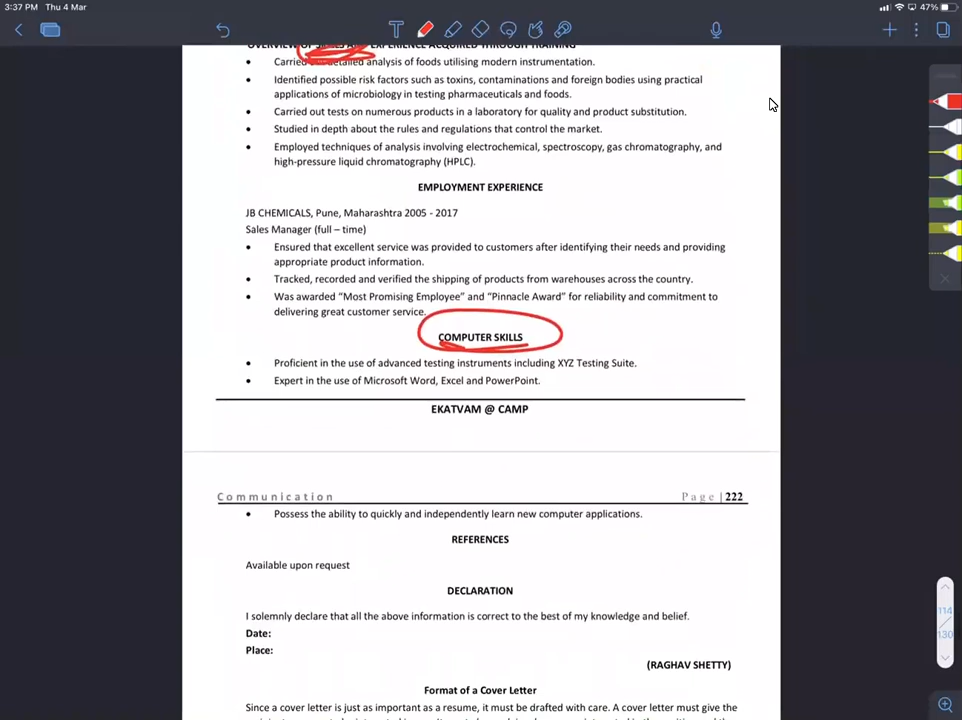 3:37 PM Thu 4 Mar
47%
OVERVIEW OF SKILLS AND EXPERIENCE ACQUIRED THROUGH TRAINING
• Carried out detailed analysis of foods utilising modern instrumentation.
• Identified possible risk factors such as toxins, contaminations and foreign bodies using practical
applications of microbiology in testing pharmaceuticals and foods.
• Carried out tests on numerous products in a laboratory for quality and product substitution.
• Studied in depth about the rules and regulations that control the market.
• Employed techniques of analysis involving electrochemical, spectroscopy, gas chromatography, and
high-pressure liquid chromatography (HPLC).
EMPLOYMENT EXPERIENCE
JB CHEMICALS, Pune, Maharashtra 2005 - 2017
Sales Manager (full – time)
• Ensured that excellent service was provided to customers after identifying their needs and providing
appropriate product information.
• Tracked, recorded and verified the shipping of products from warehouses across the country.
• Was awarded “Most Promising Employee” and “Pinnacle Award” for reliability and commitment to
delivering great customer service.
COMPUTER SKILLS
• Proficient in the use of advanced testing instruments including XYZ Testing Suite.
• Expert in the use of Microsoft Word, Excel and PowerPoint.
EKATVAM @ CAMP
Communication Page | 222
• Possess the ability to quickly and independently learn new computer applications.
REFERENCES
Available upon request
DECLARATION
I solemnly declare that all the above information is correct to the best of my knowledge and belief.
Date:
Place:
(RAGHAV SHETTY)
Format of a Cover Letter
Since a cover letter is just as important as a resume, it must be drafted with care. A cover letter must give the
114
130